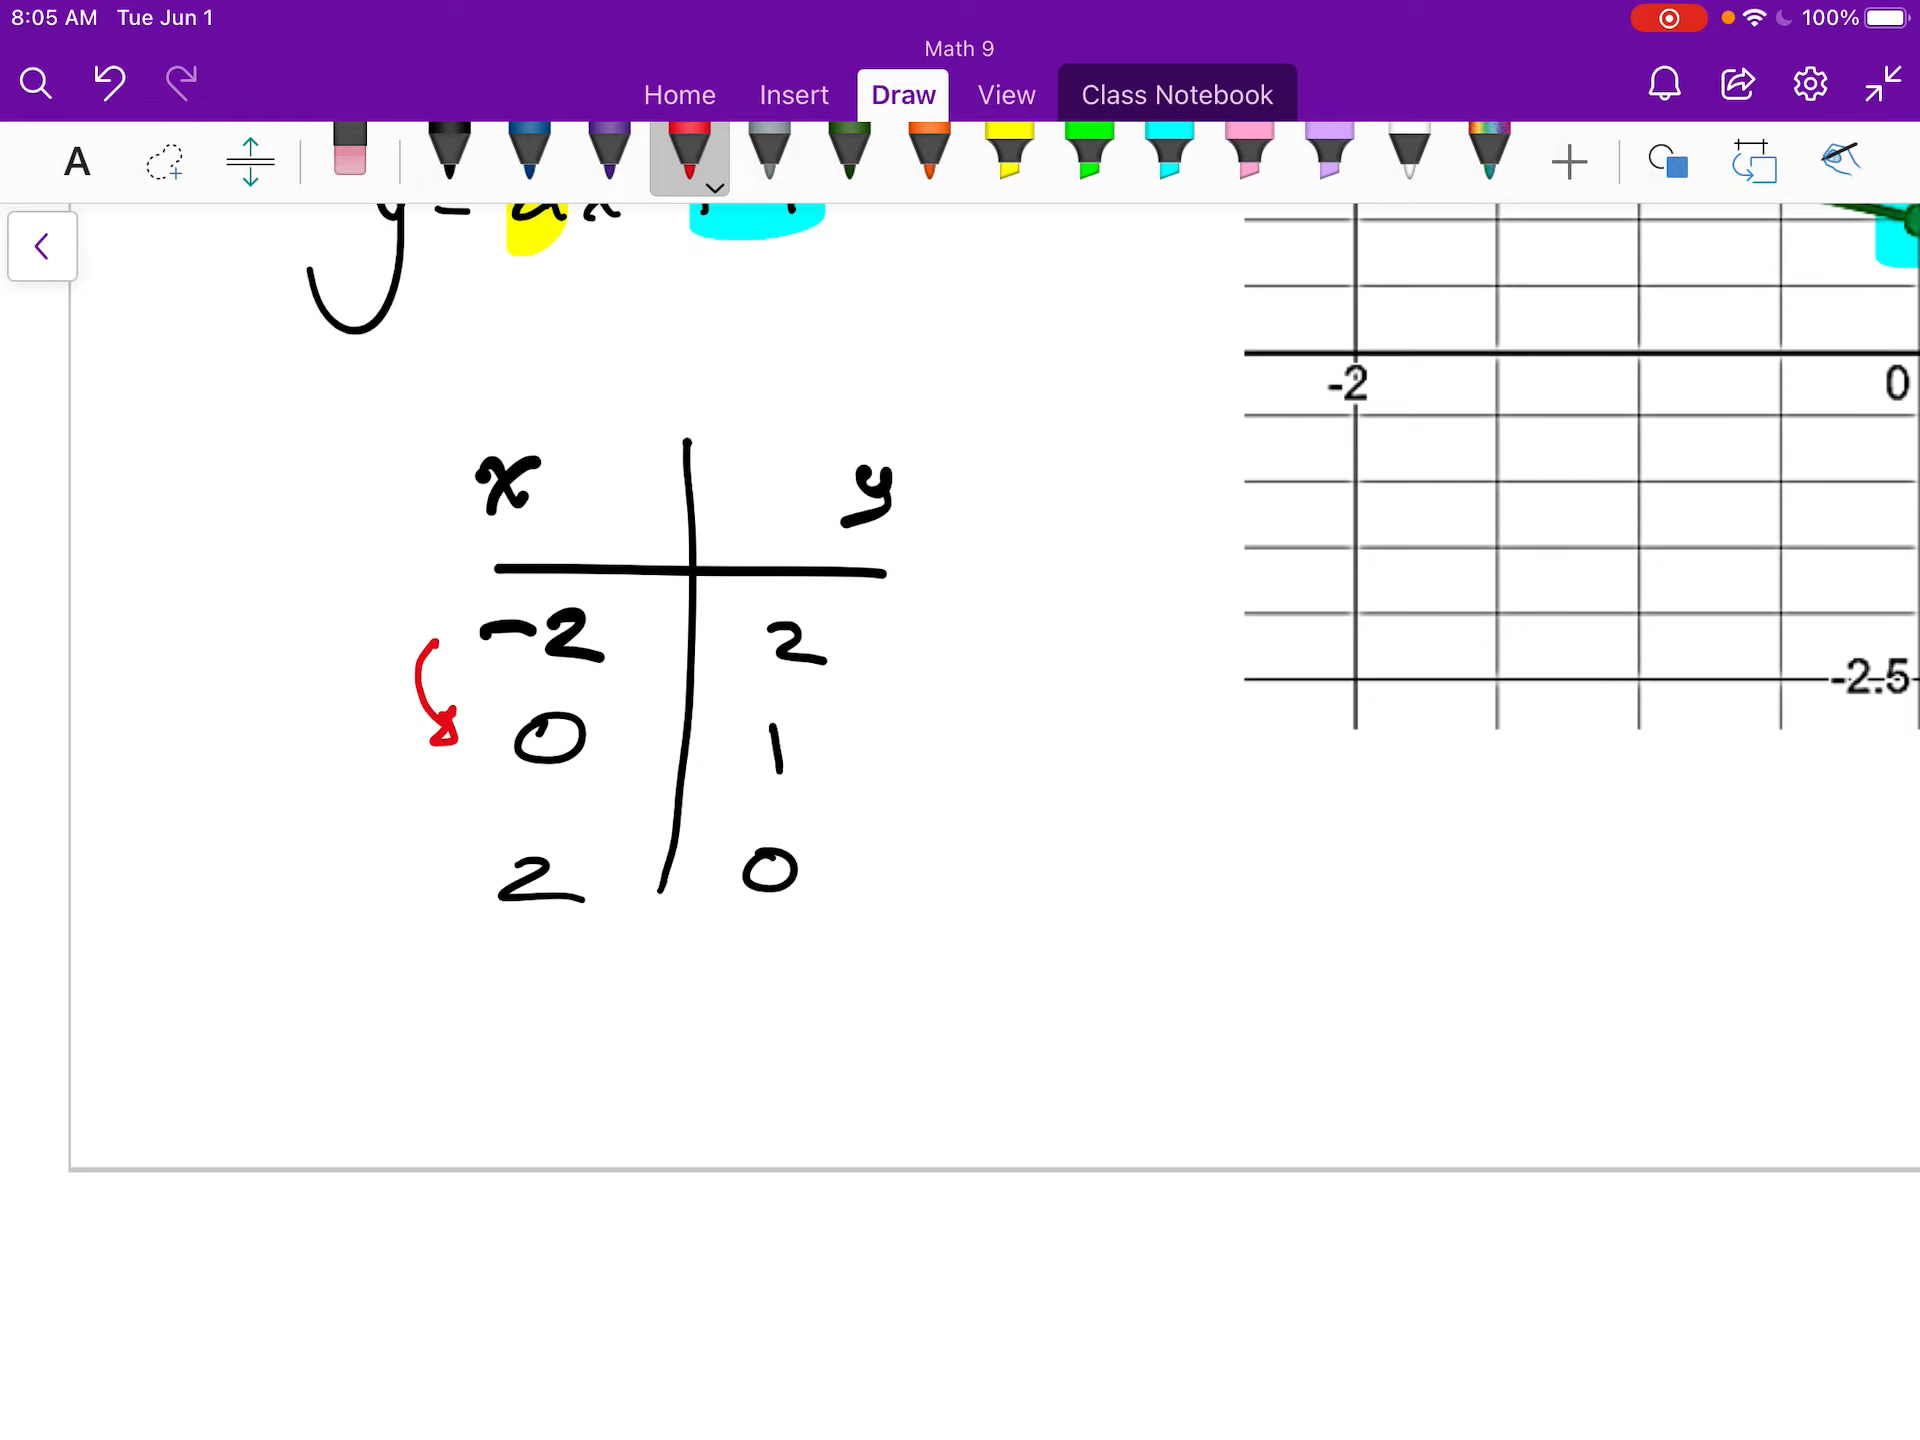 8:05 AM Tue Jun 1 100%
Math 9
Home Insert Draw View Class Notebook
A
-2 0
x y
-2 2
-2.5
0 1
2 0